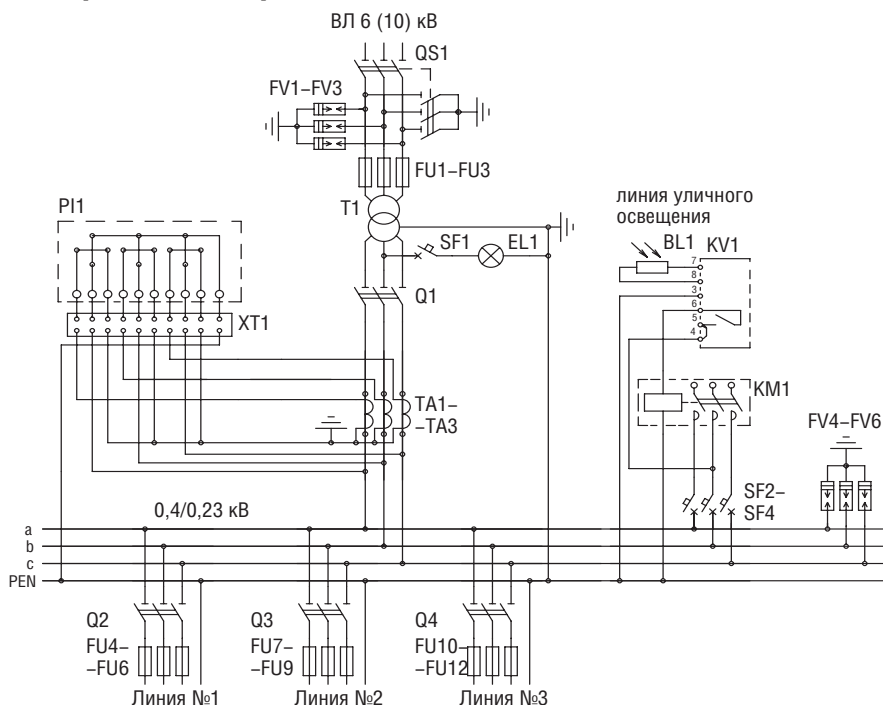 ВЛ 6 (10) кВ
QS1
FV1–FV3
FU1–FU3
T1
PI1
линия уличного
освещения
BL1 KV1
7
8
3
6
5
4
SF1 EL1
Q1
XT1
KM1
TA1–
–TA3
FV4–FV6
SF2–
SF4
0,4/0,23 кВ
a
b
c
PEN
Q2 Q3 Q4
FU4– FU7– FU10–
–FU6 –FU9 –FU12
Линия №1 Линия №2 Линия №3